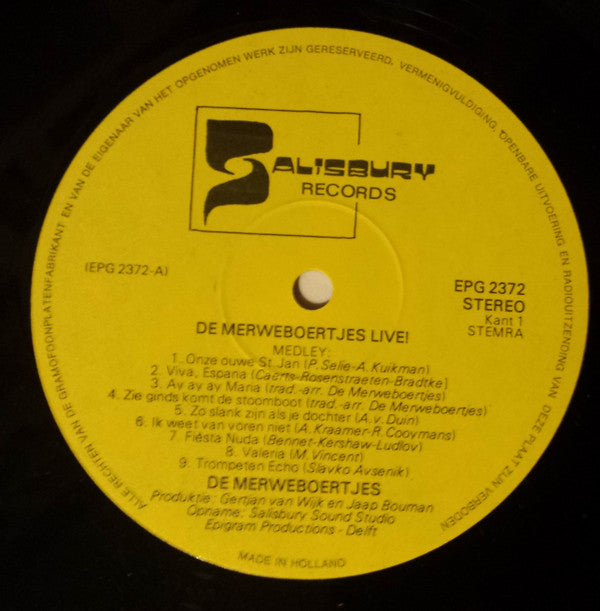 ALLE RECHTEN VAN DE GRAMOFOONPLATENFABRIKANT EN VAN DE EIGENAAR VAN HET OPGENOMEN WERK ZIJN GERESERVEERD. VERMENIGVULDIGING, OPENBARE UITVOERING EN RADIOUITZENDING VAN DEZE PLAAT ZIJN VERBODEN
SALISBURY
RECORDS
(EPG 2372-A)
EPG 2372
STEREO
Kant 1
STEMRA
DE MERWEBOERTJES LIVE!
MEDLEY:
1. Onze ouwe St. Jan (P. Selie-A. Kuikman)
2. Viva, Espana (Caerts-Rosenstraeten-Bradtke)
3. Ay ay ay Maria (trad.-arr. De Merweboertjes)
4. Zie ginds komt de stoomboot (trad.-arr. De Merweboertjes)
5. Zo slank zijn als je dochter (A. v. Duin)
6. Ik weet van voren niet (A. Kraamer-R. Cooymans)
7. Fiësta Nuda (Bennet-Kershaw-Ludlov)
8. Valeria (M. Vincent)
9. Trompeten Echo (Slavko Avsenik)
DE MERWEBOERTJES
Produktie: Gertjan van Wijk en Jaap Bouman
Opname: Salisbury Sound Studio
Epigram Productions - Delft
MADE IN HOLLAND